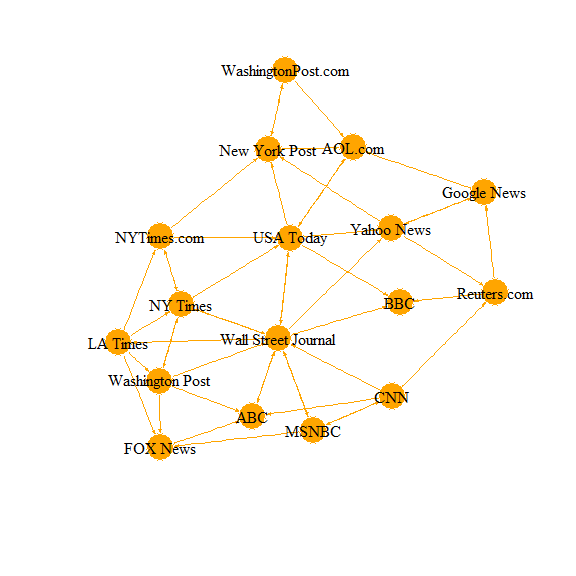 WashingtonPost.com
New York Post
AOL.com
Google News
NYTimes.com
USA Today
Yahoo News
NY Times
BBC
Reuters.com
LA Times
Wall Street Journal
Washington Post
CNN
ABC
MSNBC
FOX News